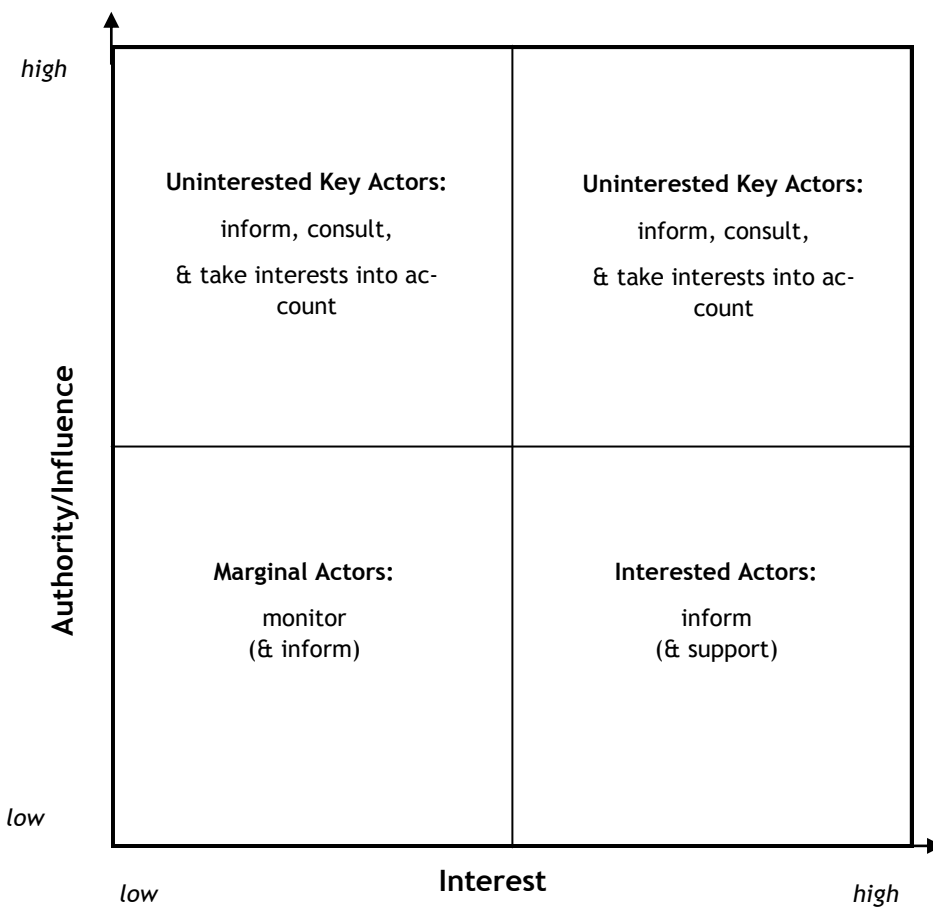 high
Uninterested Key Actors:
inform, consult,
& take interests into ac-
count
Uninterested Key Actors:
inform, consult,
& take interests into ac-
count
Authority/Influence
Marginal Actors:
monitor
(& inform)
Interested Actors:
inform
(& support)
low
low
Interest
high